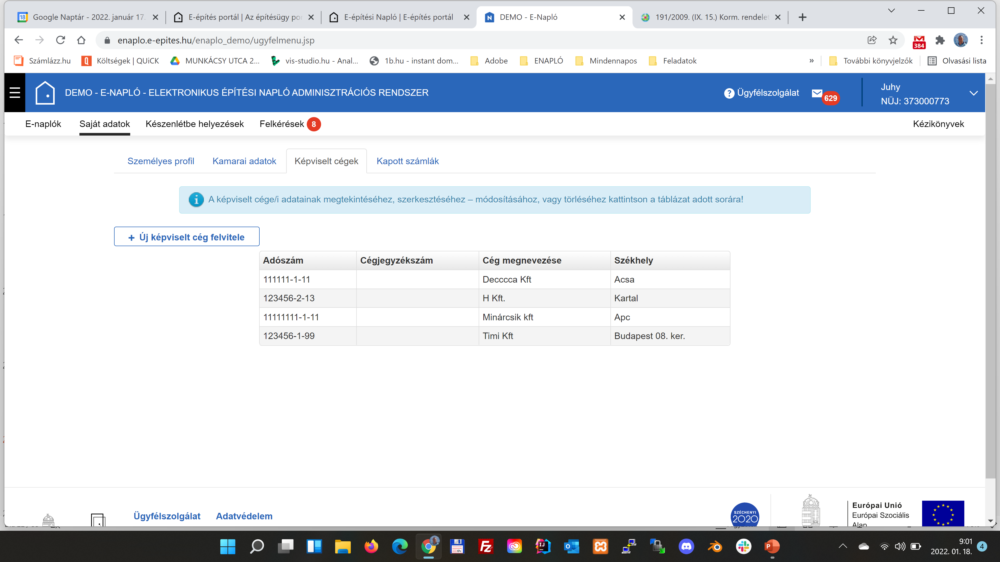 18 Google Naptár - 2022. január 17. E-építés portál | Az építésügy por E-építési Napló | E-építés portál DEMO - E-Napló 191/2009. (IX. 15.) Korm. rendelet
enaplo.e-epites.hu/enaplo_demo/ugyfelmenu.jsp 384
Számlázz.hu Költségek | QUiCK MUNKÁCSY UTCA 2... vis-studio.hu - Anal... 1b.hu - instant dom... Adobe ENAPLÓ Mindennapos Feladatok » További könyvjelzők Olvasási lista
DEMO - E-NAPLÓ - ELEKTRONIKUS ÉPÍTÉSI NAPLÓ ADMINISZTRÁCIÓS RENDSZER ? Ügyfélszolgálat 629
Juhy
NÜJ: 373000773
E-naplók Saját adatok Készenlétbe helyezések Felkérések 8 Kézikönyvek
Személyes profil Kamarai adatok Képviselt cégek Kapott számlák
A képviselt cége/i adatainak megtekintéséhez, szerkesztéséhez – módosításához, vagy törléséhez kattintson a táblázat adott sorára!
+ Új képviselt cég felvitele
Adószám Cégjegyzékszám Cég megnevezése Székhely
111111-1-11 Decccca Kft Acsa
123456-2-13 H Kft. Kartal
11111111-1-11 Minárcsik kft Apc
123456-1-99 Timi Kft Budapest 08. ker.
Ügyfélszolgálat Adatvédelem
SZÉCHENYI
2020
Európai Unió
Európai Szociális
Alap
9:01
2022. 01. 18. 4